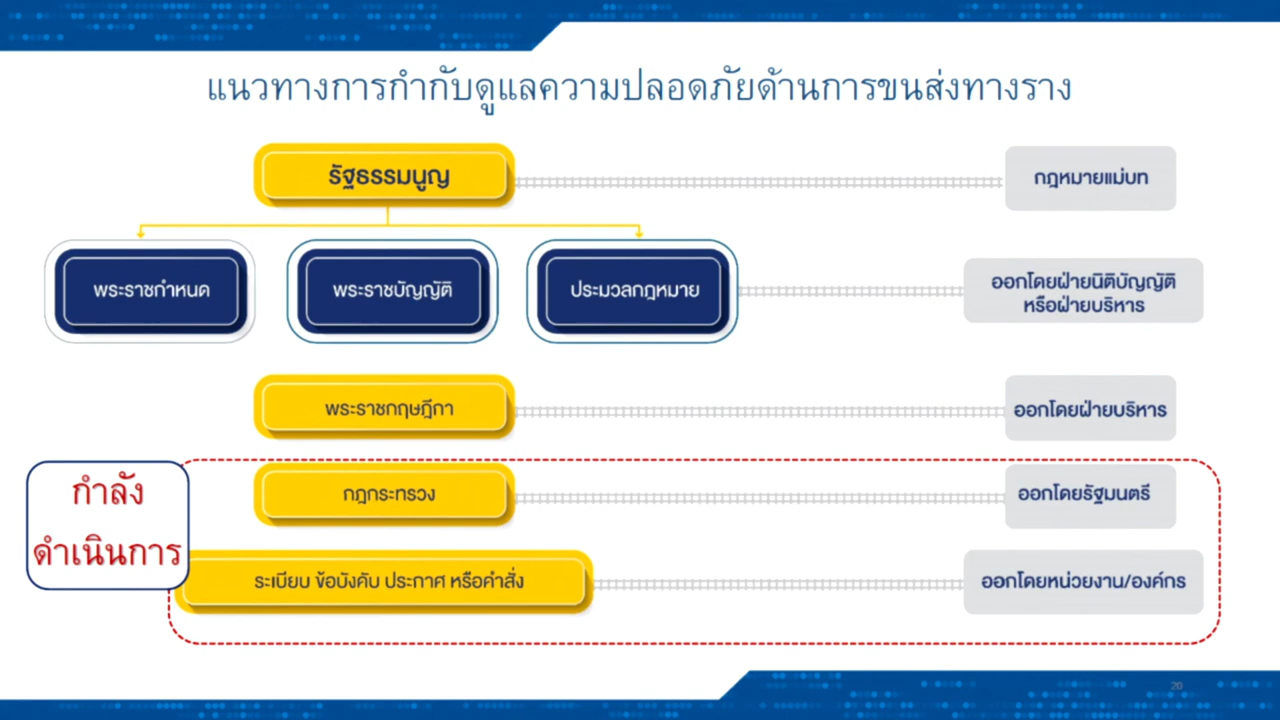 แนวทางการกำกับดูแลความปลอดภัยด้านการขนส่งทางราง
รัฐธรรมนูญ
กฎหมายแม่บท
พระราชกำหนด
พระราชบัญญัติ
ประมวลกฎหมาย
ออกโดยฝ่ายนิติบัญญัติ
หรือฝ่ายบริหาร
พระราชกฤษฎีกา
ออกโดยฝ่ายบริหาร
กำลัง
ดำเนินการ
กฎกระทรวง
ออกโดยรัฐมนตรี
ระเบียบ ข้อบังคับ ประกาศ หรือคำสั่ง
ออกโดยหน่วยงาน/องค์กร
20